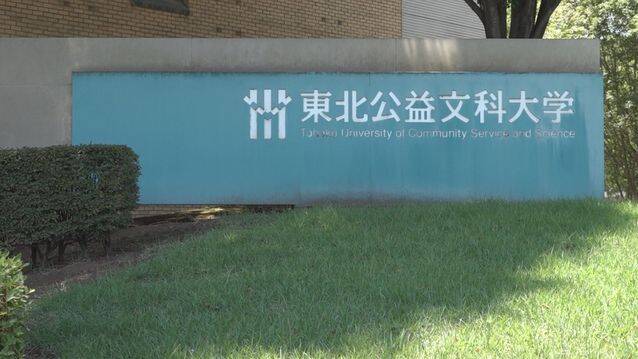 東北公益文科大学
Tohoku University of Community Service and Science